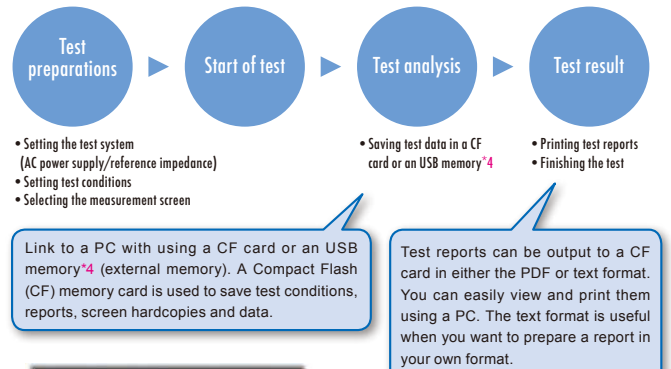 Test
preparations
Start of test
Test analysis
Test result
• Setting the test system
(AC power supply/reference impedance)
• Setting test conditions
• Selecting the measurement screen
• Saving test data in a CF
card or an USB memory*4
• Printing test reports
• Finishing the test
Link to a PC with using a CF card or an USB
memory*4 (external memory). A Compact Flash
(CF) memory card is used to save test conditions,
reports, screen hardcopies and data.
Test reports can be output to a CF
card in either the PDF or text format.
You can easily view and print them
using a PC. The text format is useful
when you want to prepare a report in
your own format.